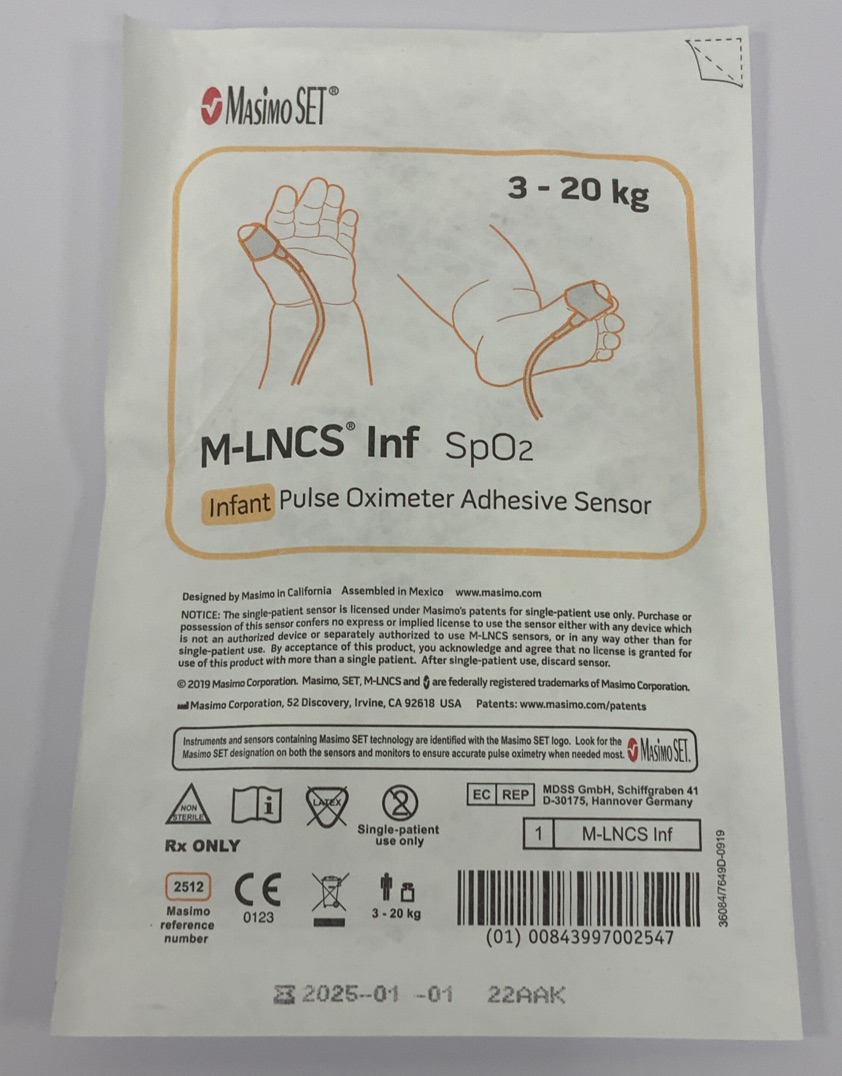 MASIMO SET®
3 - 20 kg
M-LNCS® Inf SpO2
Infant Pulse Oximeter Adhesive Sensor
Designed by Masimo in California Assembled in Mexico www.masimo.com
NOTICE: The single-patient sensor is licensed under Masimo's patents for single-patient use only. Purchase or
possession of this sensor confers no express or implied license to use the sensor either with any device which
is not an authorized device or separately authorized to use M-LNCS sensors, or in any way other than for
single-patient use. By acceptance of this product, you acknowledge and agree that no license is granted for
use of this product with more than a single patient. After single-patient use, discard sensor.
© 2019 Masimo Corporation. Masimo, SET, M-LNCS and are federally registered trademarks of Masimo Corporation.
Masimo Corporation, 52 Discovery, Irvine, CA 92618 USA Patents: www.masimo.com/patents
Instruments and sensors containing Masimo SET technology are identified with the Masimo SET logo. Look for the
Masimo SET designation on both the sensors and monitors to ensure accurate pulse oximetry when needed most.
MASIMO SET.
NON
STERILE
i
LATEX
2
Single-patient
use only
Rx ONLY
EC REP
MDSS GmbH, Schiffgraben 41
D-30175, Hannover Germany
1 M-LNCS Inf
2512
Masimo
reference
number
CE
0123
3 - 20 kg
(01) 00843997002547
36084/7649D-0919
2025--01 -01 22AAK